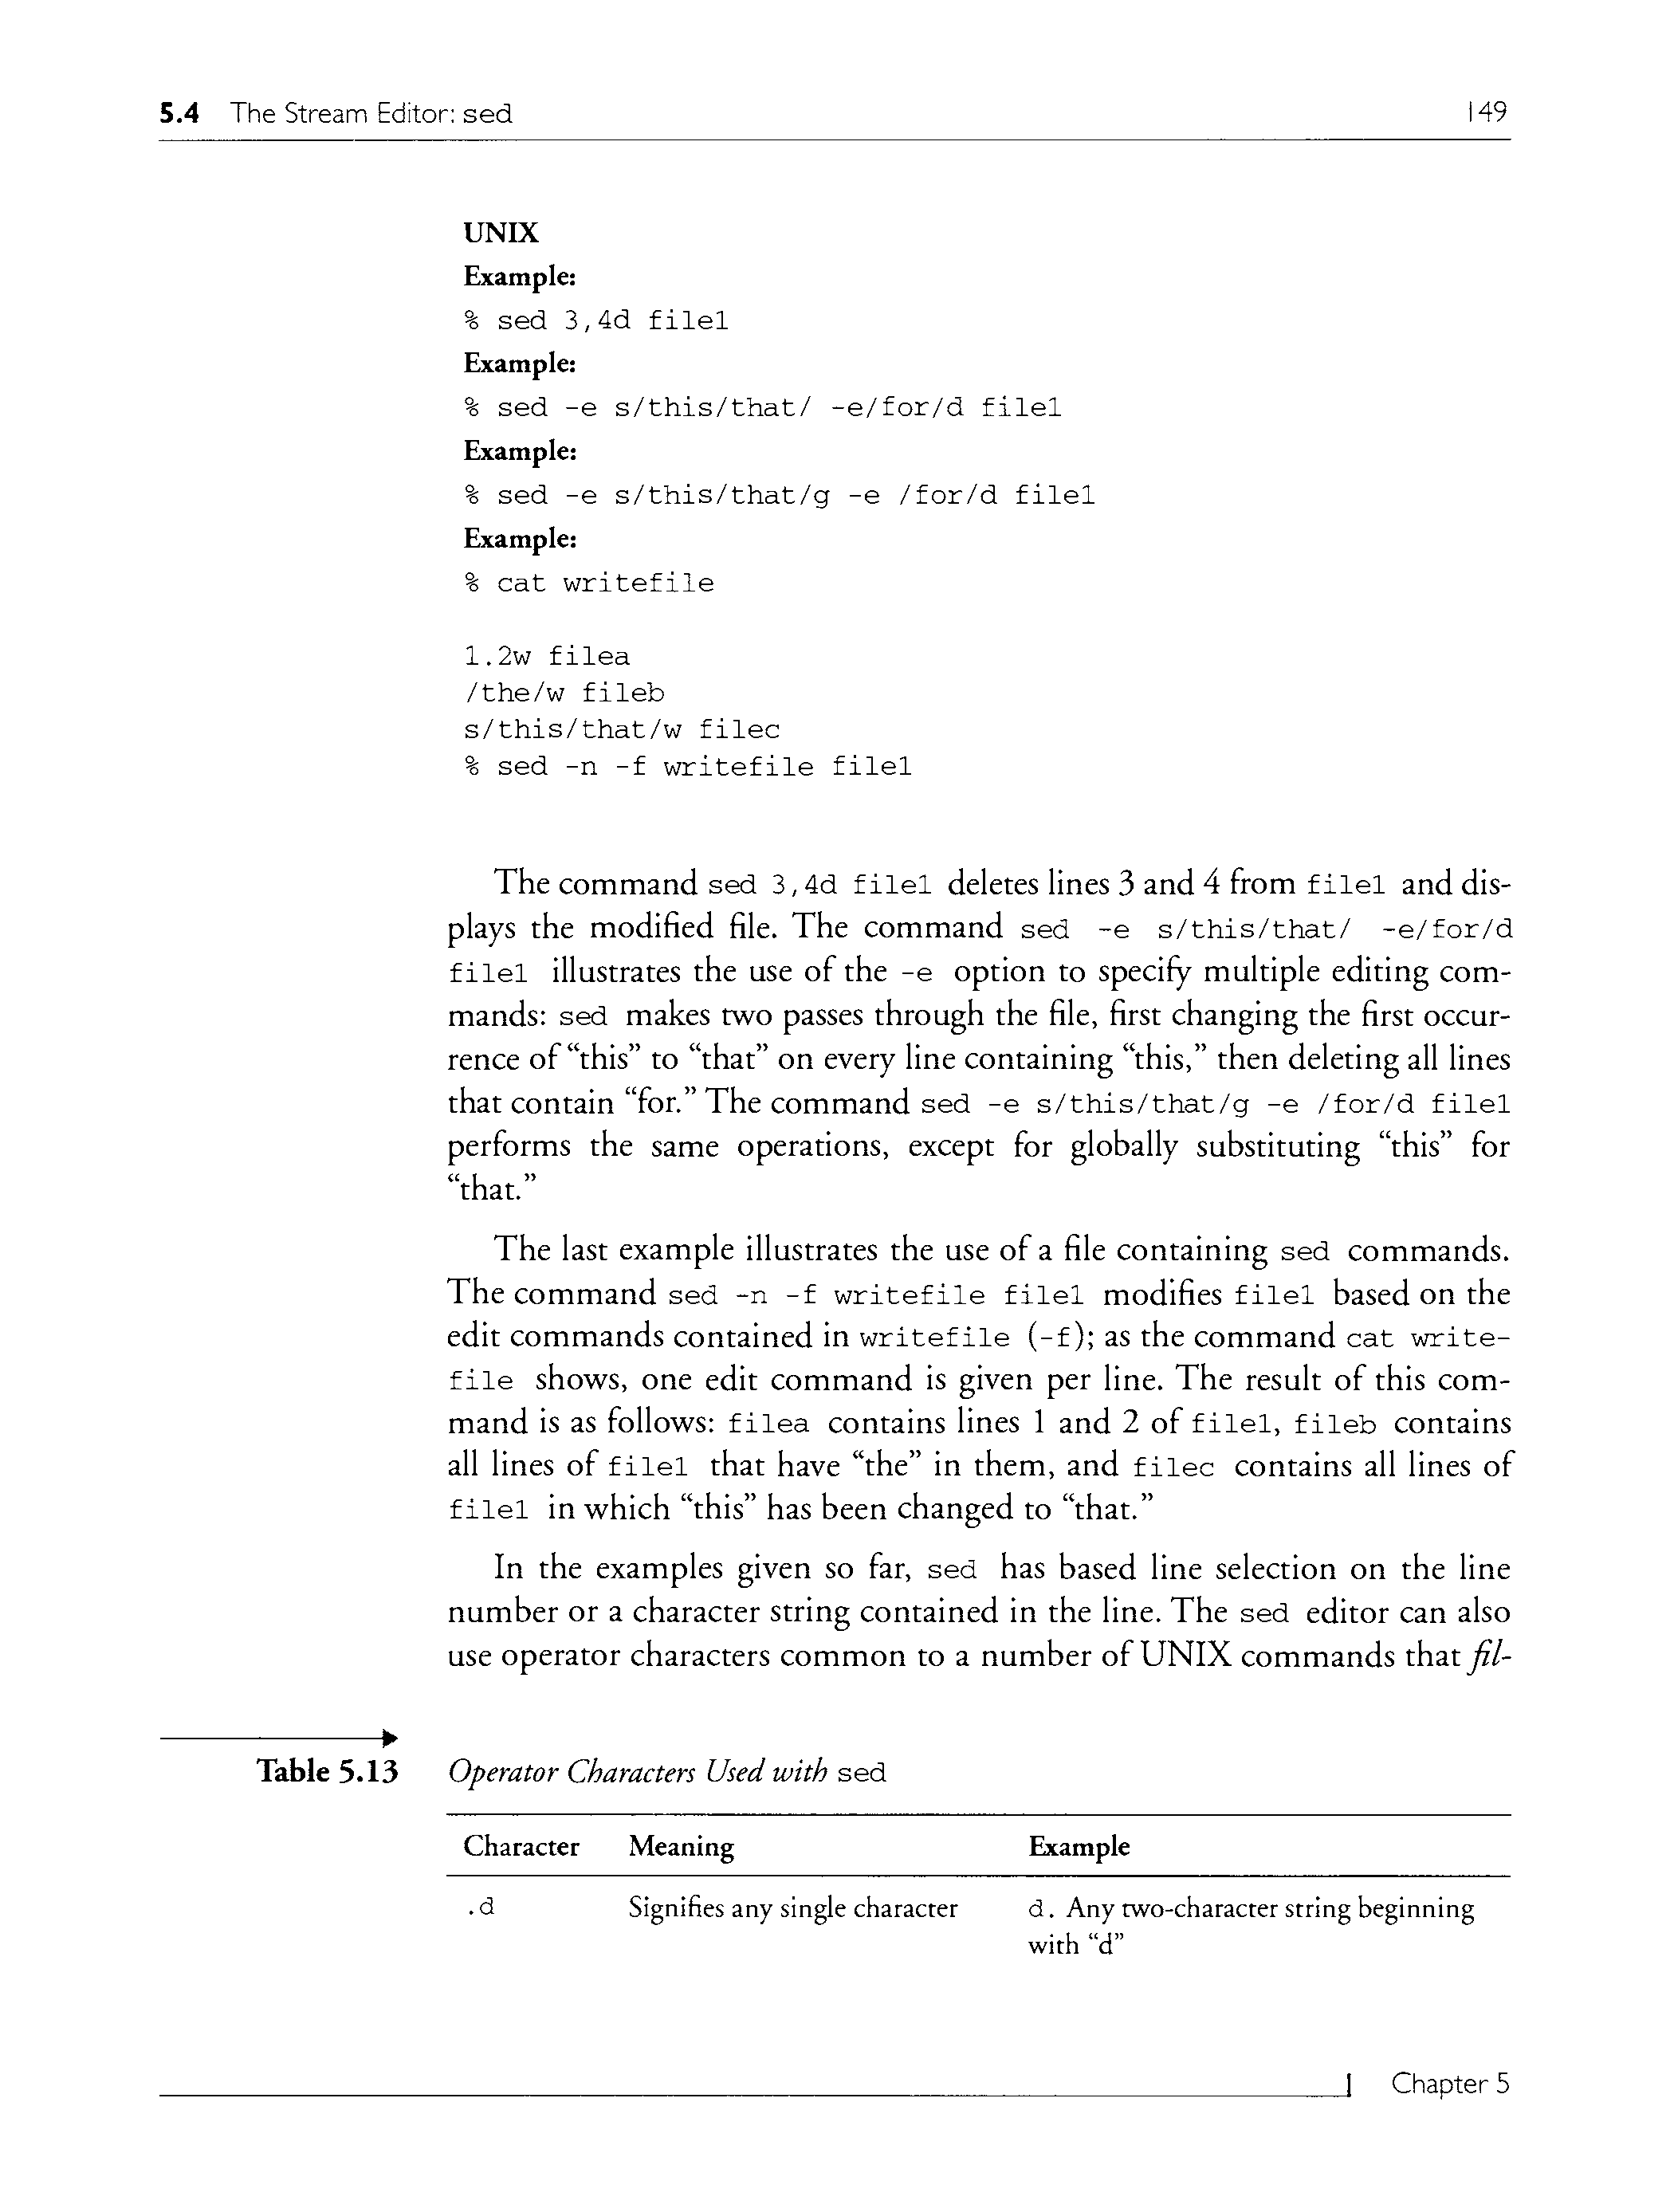 5.4 The Stream Editor: sed 149
UNIX
Example:
% sed 3,4d file1
Example:
% sed -e s/this/that/ -e/for/d file1
Example:
% sed -e s/this/that/g -e /for/d file1
Example:
% cat writefile
1.2w filea
/the/w fileb
s/this/that/w filec
% sed -n -f writefile file1
The command sed 3,4d file1 deletes lines 3 and 4 from file1 and dis-
plays the modified file. The command sed -e s/this/that/ -e/for/d
file1 illustrates the use of the -e option to specify multiple editing com-
mands: sed makes two passes through the file, first changing the first occur-
rence of “this” to “that” on every line containing “this,” then deleting all lines
that contain “for.” The command sed -e s/this/that/g -e /for/d file1
performs the same operations, except for globally substituting “this” for
“that.”
The last example illustrates the use of a file containing sed commands.
The command sed -n -f writefile file1 modifies file1 based on the
edit commands contained in writefile (-f); as the command cat write-
file shows, one edit command is given per line. The result of this com-
mand is as follows: filea contains lines 1 and 2 of file1, fileb contains
all lines of file1 that have “the” in them, and filec contains all lines of
file1 in which “this” has been changed to “that.”
In the examples given so far, sed has based line selection on the line
number or a character string contained in the line. The sed editor can also
use operator characters common to a number of UNIX commands that fil-
Table 5.13 Operator Characters Used with sed
Character Meaning Example
.d Signifies any single character d. Any two-character string beginning
with “d”
Chapter 5